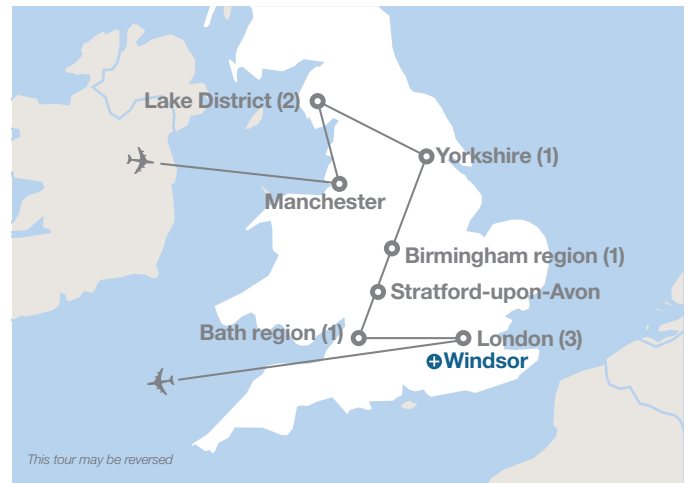 Lake District (2)
Yorkshire (1)
Manchester
Birmingham region (1)
Stratford-upon-Avon
Bath region (1)
London (3)
Windsor
This tour may be reversed